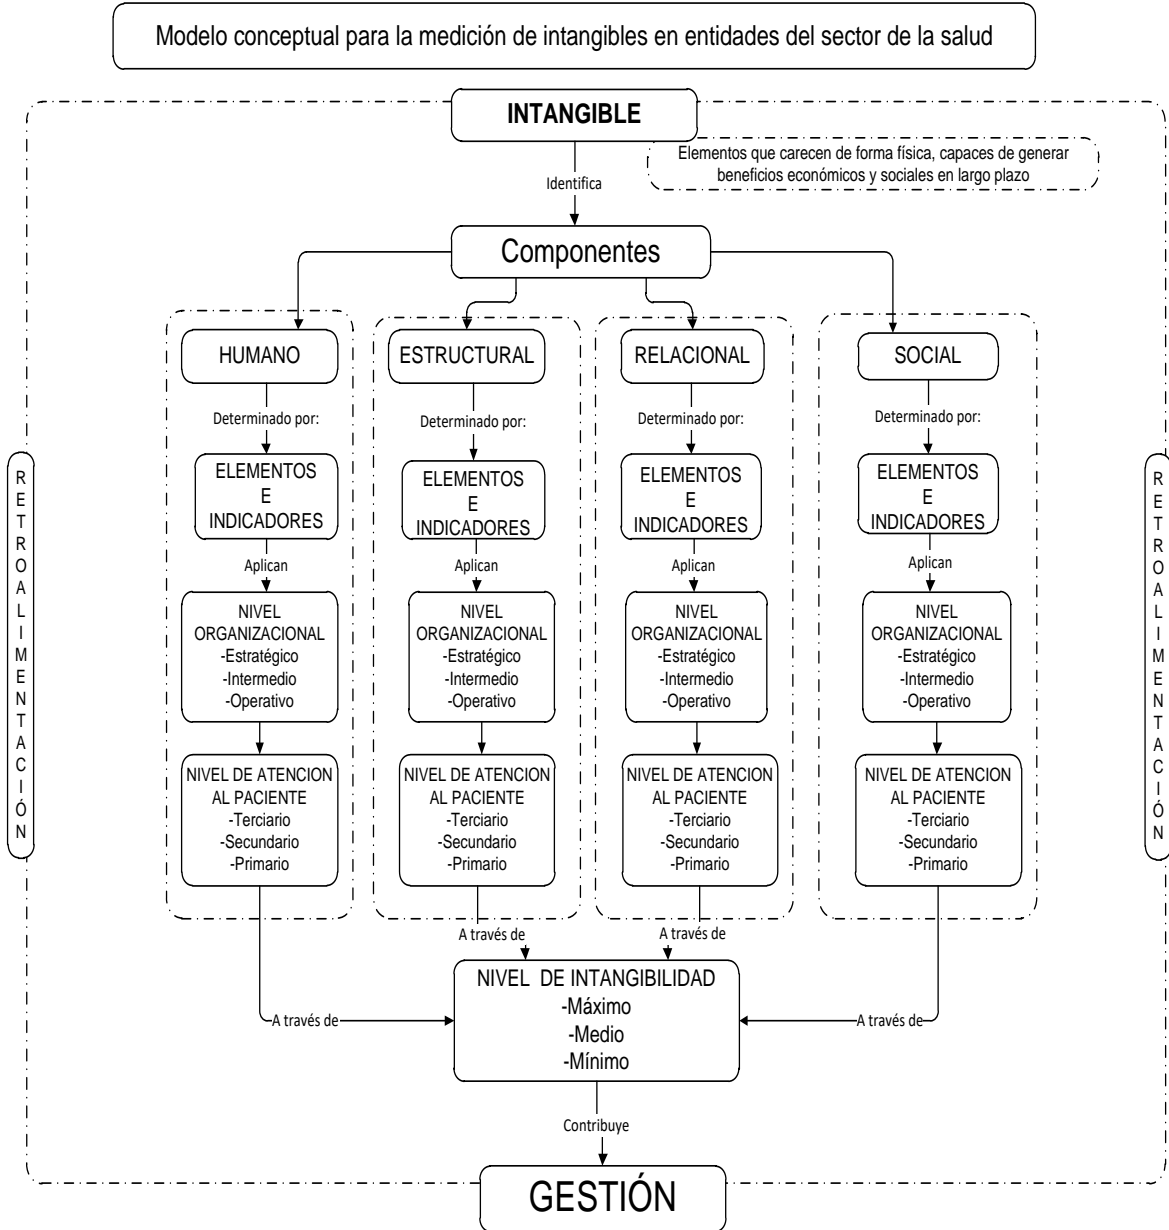 Modelo conceptual para la medición de intangibles en entidades del sector de la salud
INTANGIBLE
Elementos que carecen de forma física, capaces de generar
beneficios económicos y sociales en largo plazo
Identifica
Componentes
HUMANO
ESTRUCTURAL
RELACIONAL
SOCIAL
Determinado por:
Determinado por:
Determinado por:
Determinado por:
ELEMENTOS
E
INDICADORES
ELEMENTOS
E
INDICADORES
ELEMENTOS
E
INDICADORES
ELEMENTOS
E
INDICADORES
Aplican
Aplican
Aplican
Aplican
NIVEL
ORGANIZACIONAL
-Estratégico
-Intermedio
-Operativo
NIVEL
ORGANIZACIONAL
-Estratégico
-Intermedio
-Operativo
NIVEL
ORGANIZACIONAL
-Estratégico
-Intermedio
-Operativo
NIVEL
ORGANIZACIONAL
-Estratégico
-Intermedio
-Operativo
NIVEL DE ATENCION
AL PACIENTE
-Terciario
-Secundario
-Primario
NIVEL DE ATENCION
AL PACIENTE
-Terciario
-Secundario
-Primario
NIVEL DE ATENCION
AL PACIENTE
-Terciario
-Secundario
-Primario
NIVEL DE ATENCION
AL PACIENTE
-Terciario
-Secundario
-Primario
A través de
A través de
A través de
A través de
NIVEL DE INTANGIBILIDAD
-Máximo
-Medio
-Mínimo
Contribuye
GESTIÓN
RETROALIMENTACIÓN
RETROALIMENTACIÓN